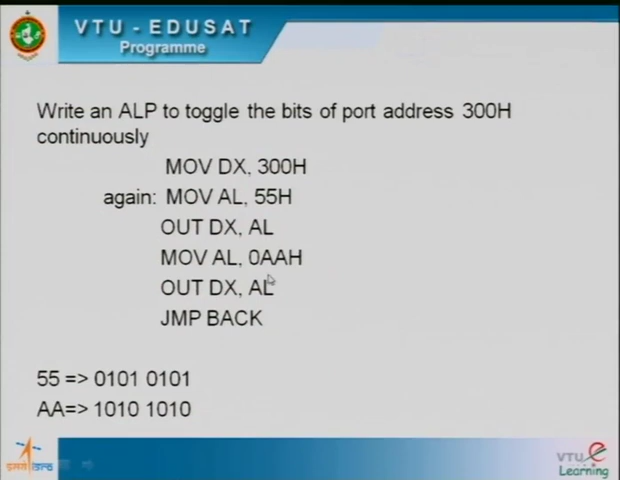 VTU - EDUSAT
Programme
Write an ALP to toggle the bits of port address 300H
continuously
MOV DX, 300H
again: MOV AL, 55H
OUT DX, AL
MOV AL, 0AAH
OUT DX, AL
JMP BACK
55 => 0101 0101
AA=> 1010 1010
इसरो isro
VTU e
Learning